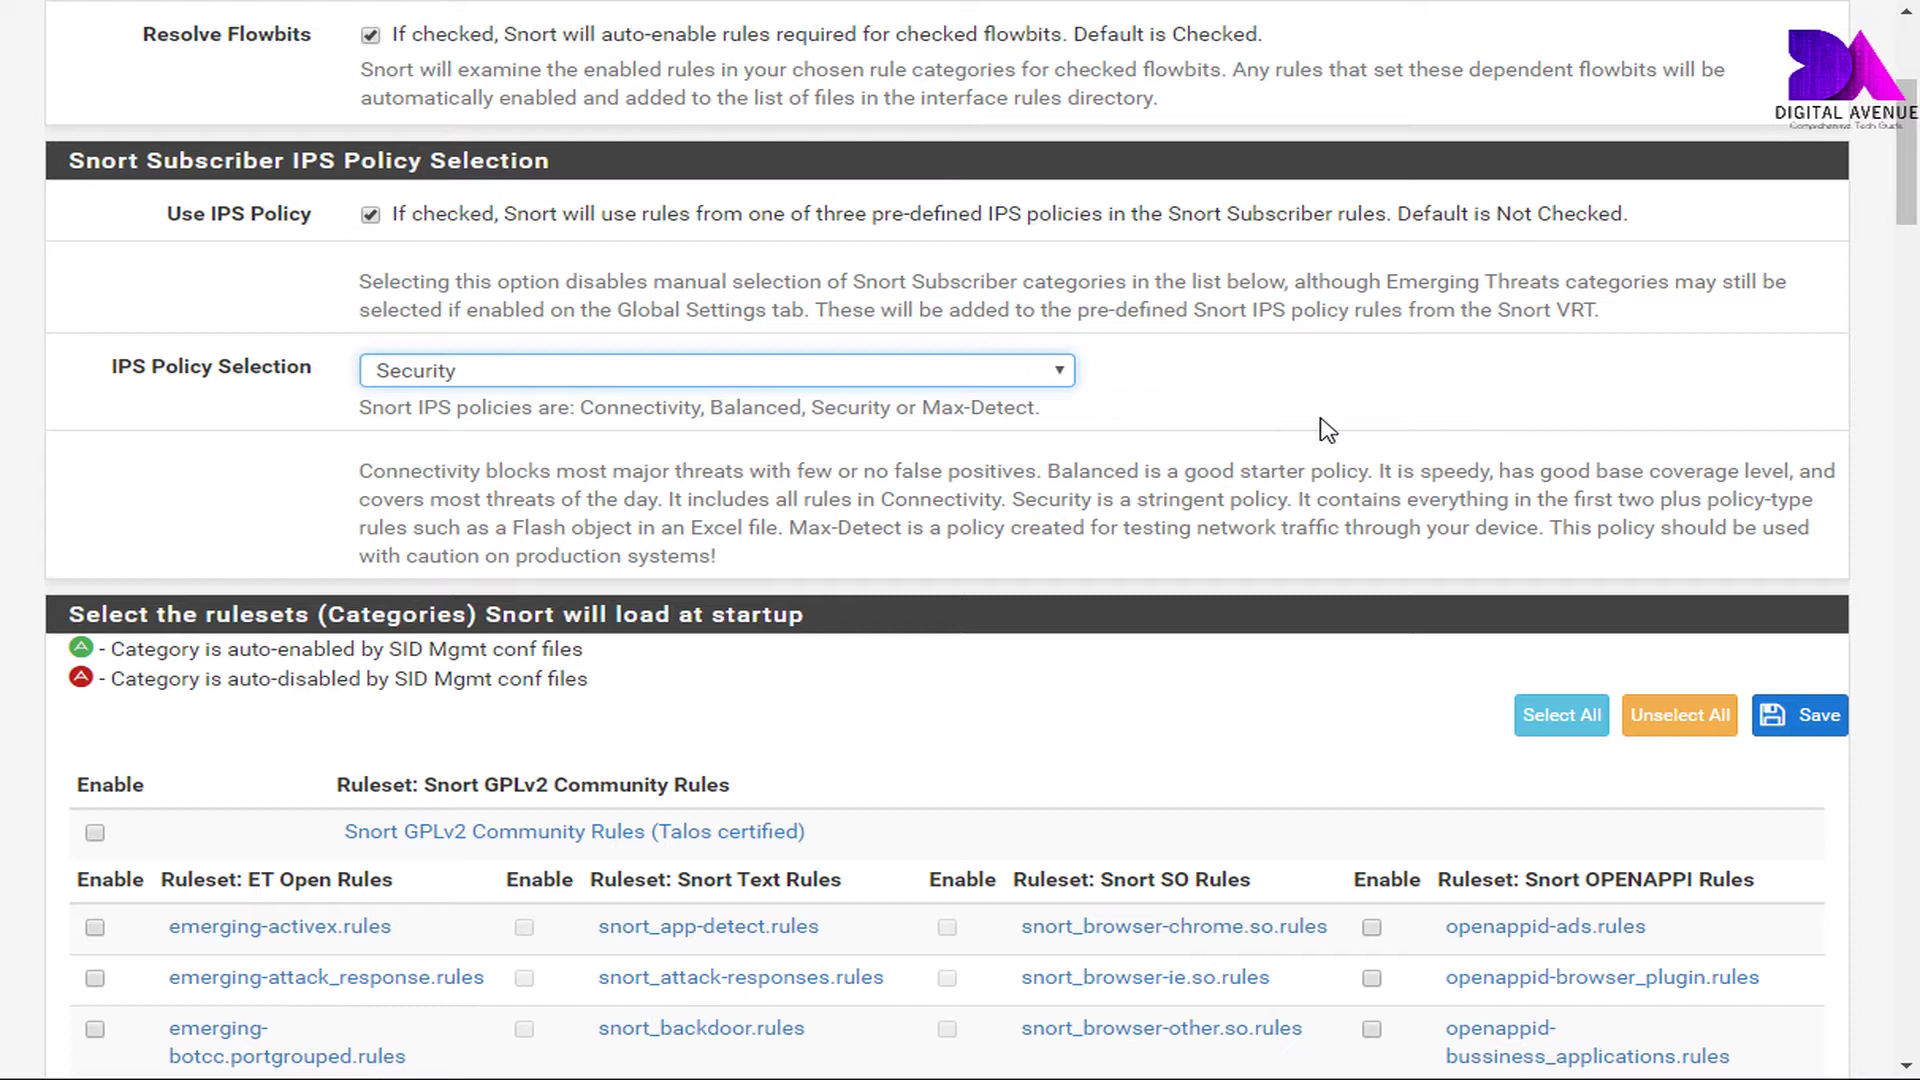 Resolve Flowbits
If checked, Snort will auto-enable rules required for checked flowbits. Default is Checked.
Snort will examine the enabled rules in your chosen rule categories for checked flowbits. Any rules that set these dependent flowbits will be
automatically enabled and added to the list of files in the interface rules directory.
DIGITAL AVENUE
Comprehensive Tech Guide
Snort Subscriber IPS Policy Selection
Use IPS Policy
If checked, Snort will use rules from one of three pre-defined IPS policies in the Snort Subscriber rules. Default is Not Checked.
Selecting this option disables manual selection of Snort Subscriber categories in the list below, although Emerging Threats categories may still be
selected if enabled on the Global Settings tab. These will be added to the pre-defined Snort IPS policy rules from the Snort VRT.
IPS Policy Selection
Security
Snort IPS policies are: Connectivity, Balanced, Security or Max-Detect.
Connectivity blocks most major threats with few or no false positives. Balanced is a good starter policy. It is speedy, has good base coverage level, and
covers most threats of the day. It includes all rules in Connectivity. Security is a stringent policy. It contains everything in the first two plus policy-type
rules such as a Flash object in an Excel file. Max-Detect is a policy created for testing network traffic through your device. This policy should be used
with caution on production systems!
Select the rulesets (Categories) Snort will load at startup
- Category is auto-enabled by SID Mgmt conf files
- Category is auto-disabled by SID Mgmt conf files
Select All Unselect All Save
Enable Ruleset: Snort GPLv2 Community Rules
Snort GPLv2 Community Rules (Talos certified)
Enable Ruleset: ET Open Rules Enable Ruleset: Snort Text Rules Enable Ruleset: Snort SO Rules Enable Ruleset: Snort OPENAPPI Rules
emerging-activex.rules snort_app-detect.rules snort_browser-chrome.so.rules openappid-ads.rules
emerging-attack_response.rules snort_attack-responses.rules snort_browser-ie.so.rules openappid-browser_plugin.rules
emerging- snort_backdoor.rules snort_browser-other.so.rules openappid-
botcc.portgrouped.rules bussiness_applications.rules